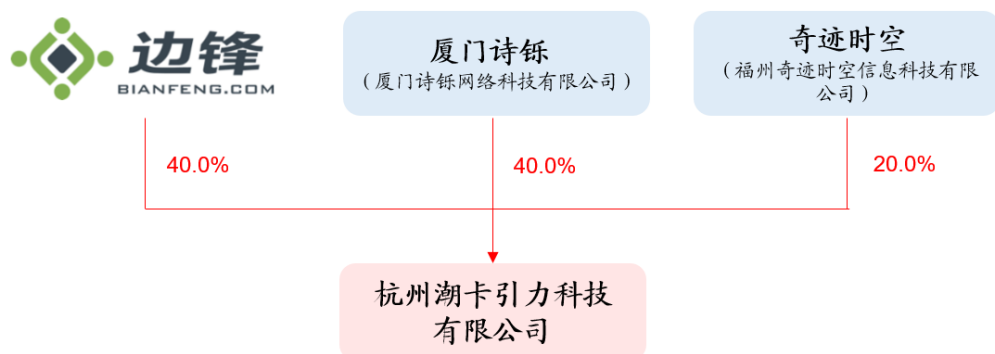 边锋
BIANFENG.COM
厦门诗铄
（厦门诗铄网络科技有限公司）
奇迹时空
（福州奇迹时空信息科技有限
公司）
40.0%
40.0%
20.0%
杭州潮卡引力科技
有限公司